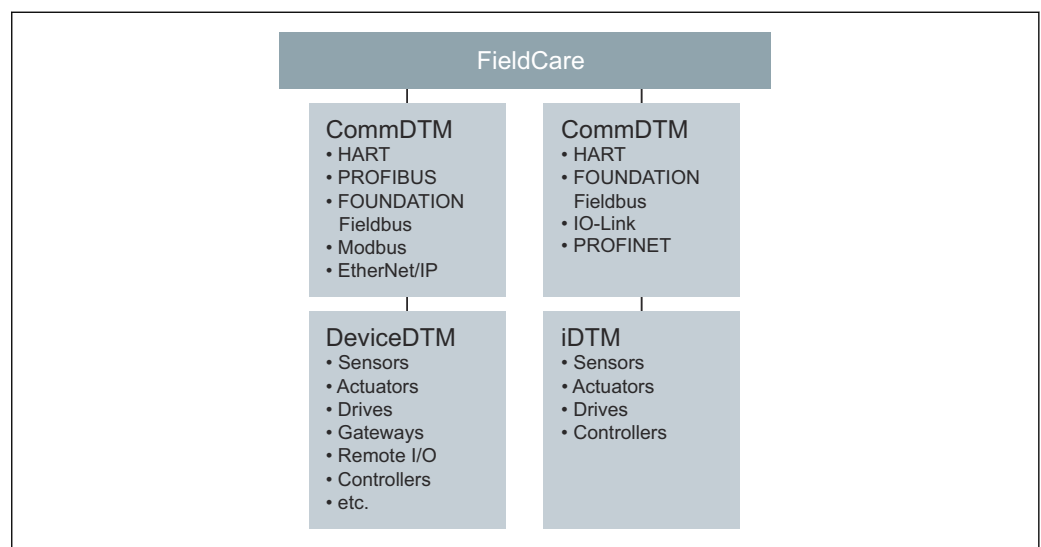 FieldCare
CommDTM
• HART
• PROFIBUS
• FOUNDATION
Fieldbus
• Modbus
• EtherNet/IP
CommDTM
• HART
• FOUNDATION
Fieldbus
• IO-Link
• PROFINET
DeviceDTM
• Sensors
• Actuators
• Drives
• Gateways
• Remote I/O
• Controllers
• etc.
iDTM
• Sensors
• Actuators
• Drives
• Controllers